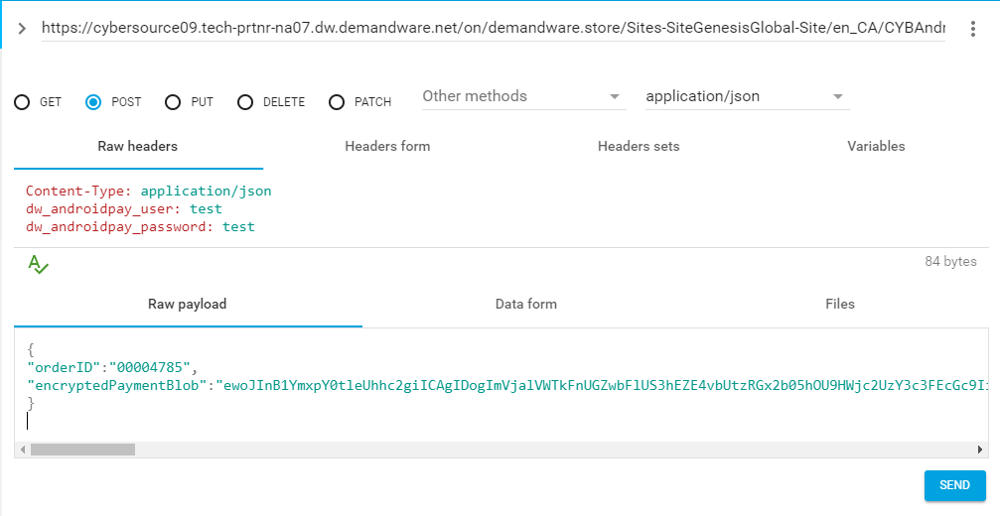 https://cybersource09.tech-prtnr-na07.dw.demandware.net/on/demandware.store/Sites-SiteGenesisGlobal-Site/en_CA/CYBAndr
GET POST PUT DELETE PATCH Other methods application/json
Raw headers Headers form Headers sets Variables
Content-Type: application/json
dw_androidpay_user: test
dw_androidpay_password: test
84 bytes
Raw payload Data form Files
{
"orderID":"00004785",
"encryptedPaymentBlob":"ewoJInB1YmxpY0tleUhhc2giICAgIDogImVjalVWTkFnUGZwbFlUS3hEZE4vbUtzRGx2b05hOU9HWjc2UzY3c3FEcGc9Ii
}
SEND